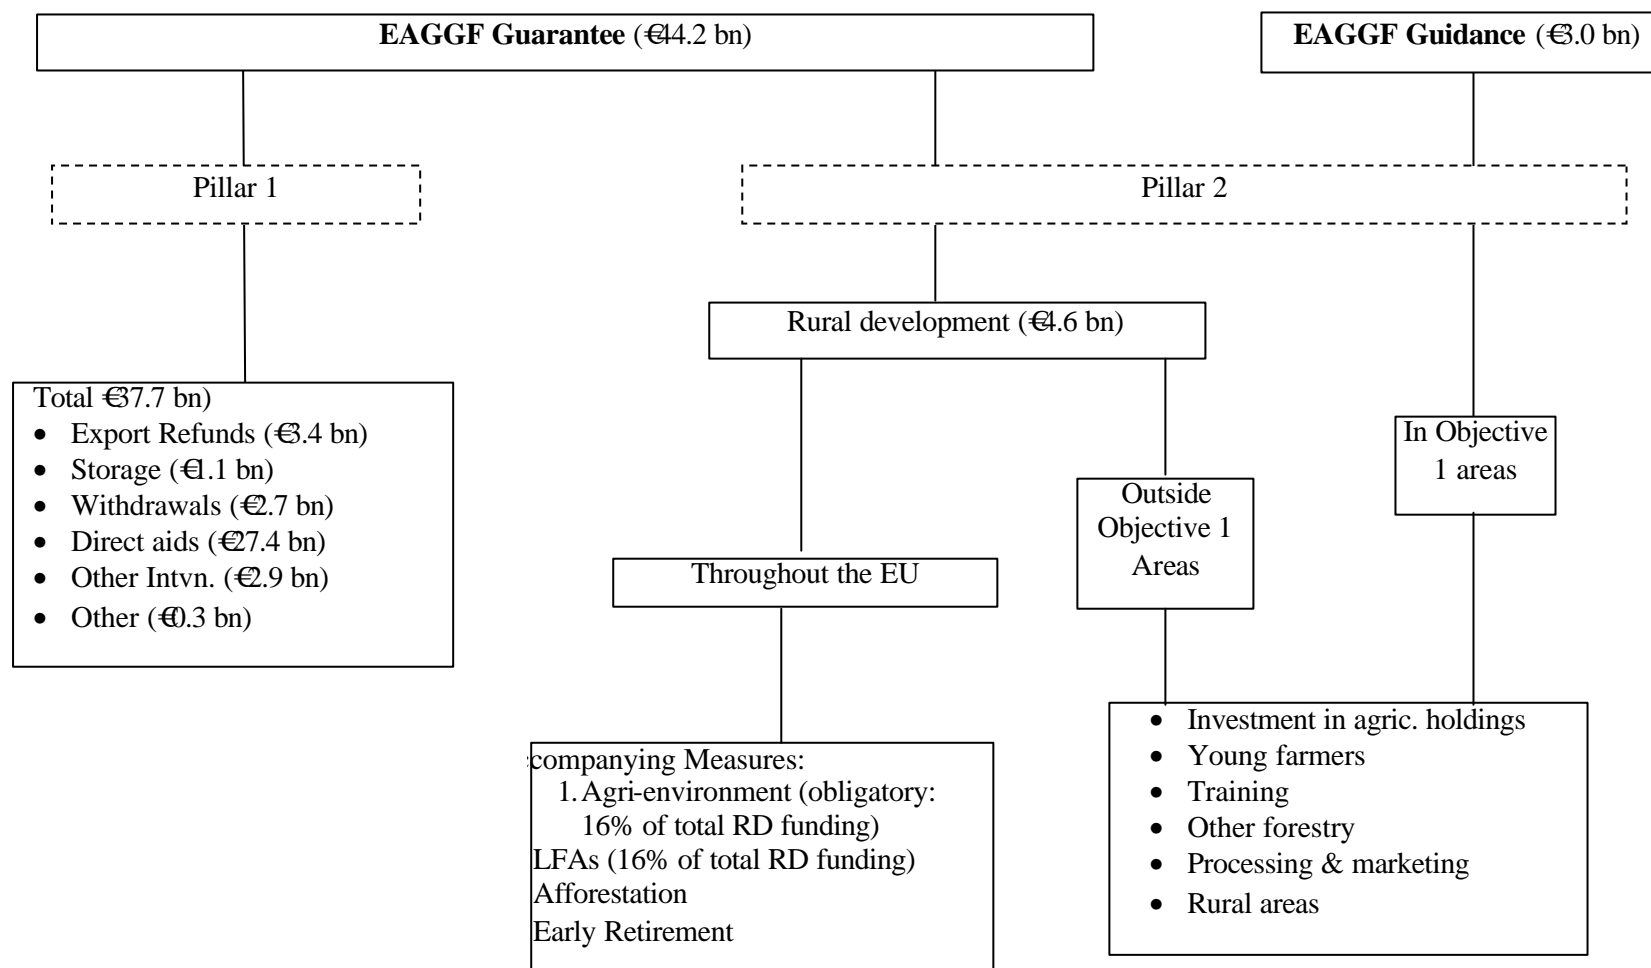 EAGGF Guarantee (€44.2 bn)
EAGGF Guidance (€3.0 bn)
Pillar 1
Pillar 2
Rural development (€4.6 bn)
Total €37.7 bn)
• Export Refunds (€3.4 bn)
• Storage (€1.1 bn)
• Withdrawals (€2.7 bn)
• Direct aids (€27.4 bn)
• Other Intvn. (€2.9 bn)
• Other (€0.3 bn)
In Objective
1 areas
Outside
Objective 1
Areas
Throughout the EU
companying Measures:
1. Agri-environment (obligatory:
16% of total RD funding)
LFAs (16% of total RD funding)
Afforestation
Early Retirement
• Investment in agric. holdings
• Young farmers
• Training
• Other forestry
• Processing & marketing
• Rural areas